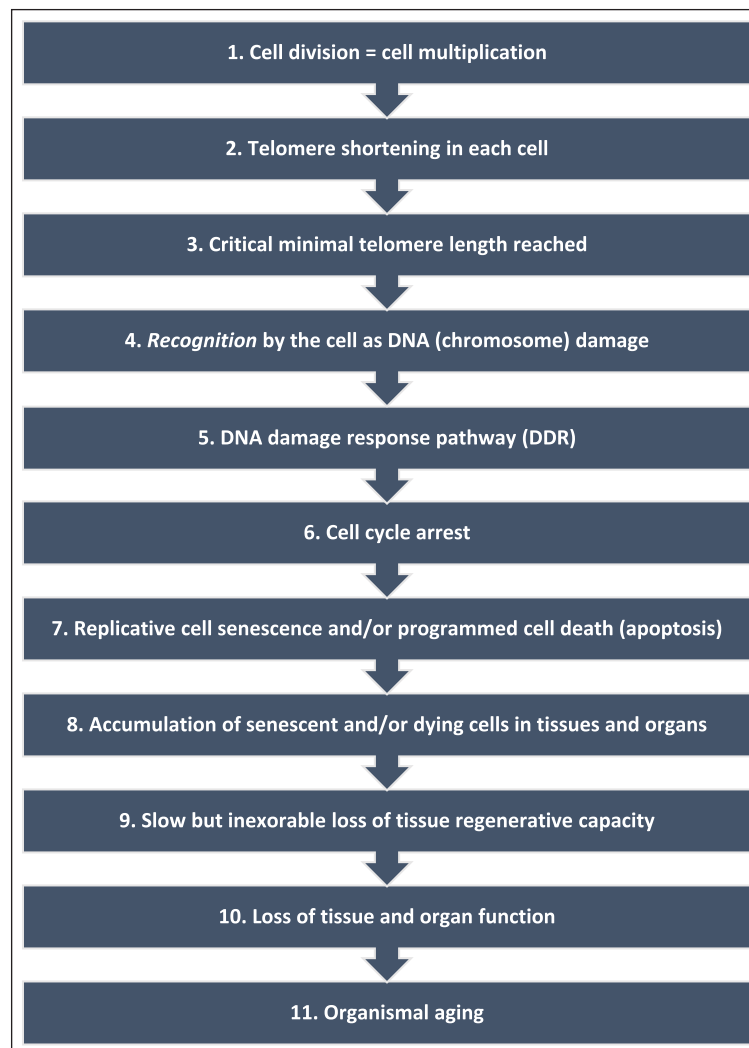 1. Cell division = cell multiplication
2. Telomere shortening in each cell
3. Critical minimal telomere length reached
4. Recognition by the cell as DNA (chromosome) damage
5. DNA damage response pathway (DDR)
6. Cell cycle arrest
7. Replicative cell senescence and/or programmed cell death (apoptosis)
8. Accumulation of senescent and/or dying cells in tissues and organs
9. Slow but inexorable loss of tissue regenerative capacity
10. Loss of tissue and organ function
11. Organismal aging